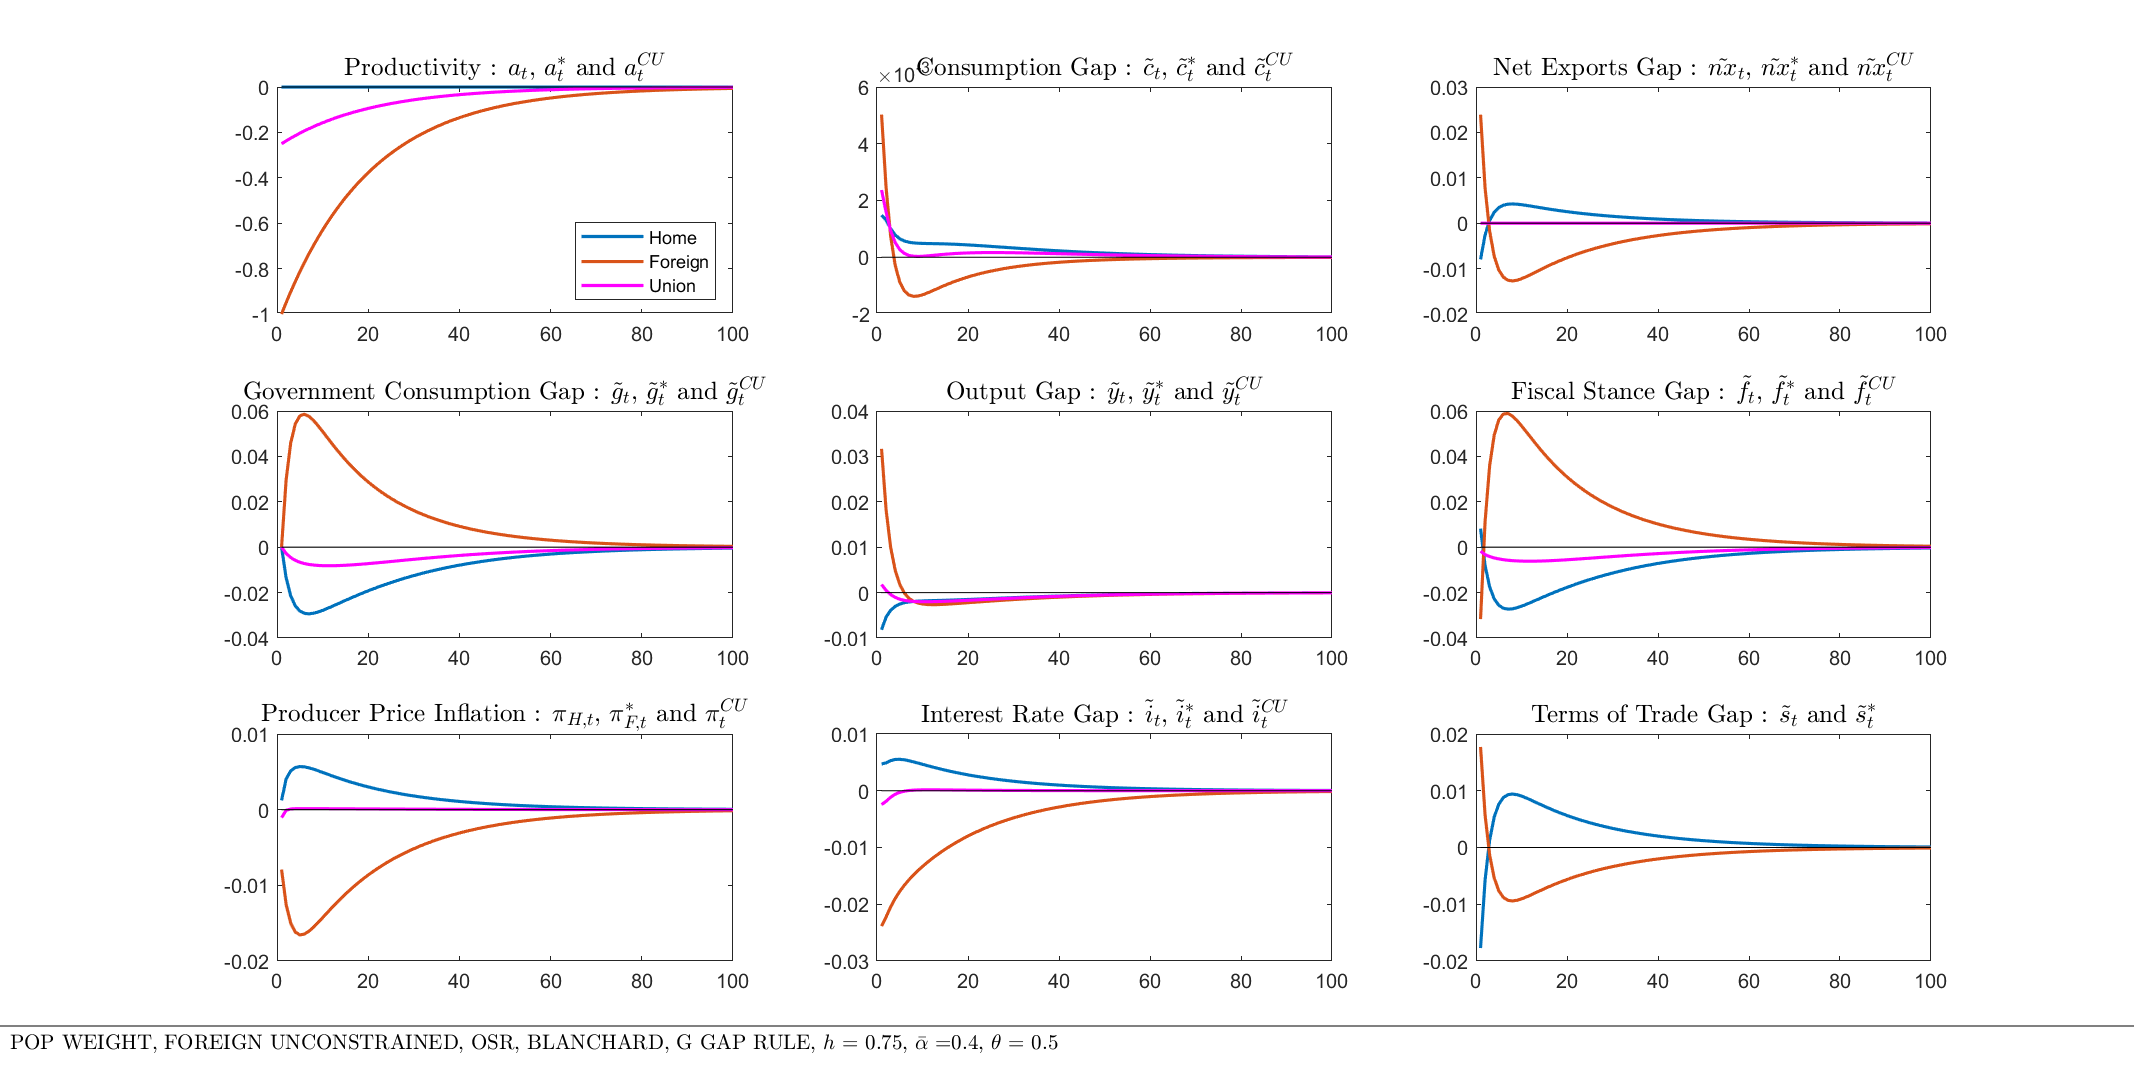 Productivity : a_t, a_t^* and a_t^{CU}
0
-0.2
-0.4
-0.6
-0.8
-1
0 20 40 60 80 100
Home
Foreign
Union
×10
Consumption Gap : c̃_t, c̃_t^* and c̃_t^{CU}
6
4
2
0
-2
0 20 40 60 80 100
Net Exports Gap : ñx_t, ñx_t^* and ñx_t^{CU}
0.03
0.02
0.01
0
-0.01
-0.02
0 20 40 60 80 100
Government Consumption Gap : g̃_t, g̃_t^* and g̃_t^{CU}
0.06
0.04
0.02
0
-0.02
-0.04
0 20 40 60 80 100
Output Gap : ỹ_t, ỹ_t^* and ỹ_t^{CU}
0.04
0.03
0.02
0.01
0
-0.01
0 20 40 60 80 100
Fiscal Stance Gap : f̃_t, f̃_t^* and f̃_t^{CU}
0.06
0.04
0.02
0
-0.02
-0.04
0 20 40 60 80 100
Producer Price Inflation : π_{H,t}, π_{F,t}^* and π_t^{CU}
0.01
0
-0.01
-0.02
0 20 40 60 80 100
Interest Rate Gap : ĩ_t, ĩ_t^* and ĩ_t^{CU}
0.01
0
-0.01
-0.02
-0.03
0 20 40 60 80 100
Terms of Trade Gap : s̃_t and s̃_t^*
0.02
0.01
0
-0.01
-0.02
0 20 40 60 80 100
POP WEIGHT, FOREIGN UNCONSTRAINED, OSR, BLANCHARD, G GAP RULE, h = 0.75, ᾱ =0.4, θ = 0.5